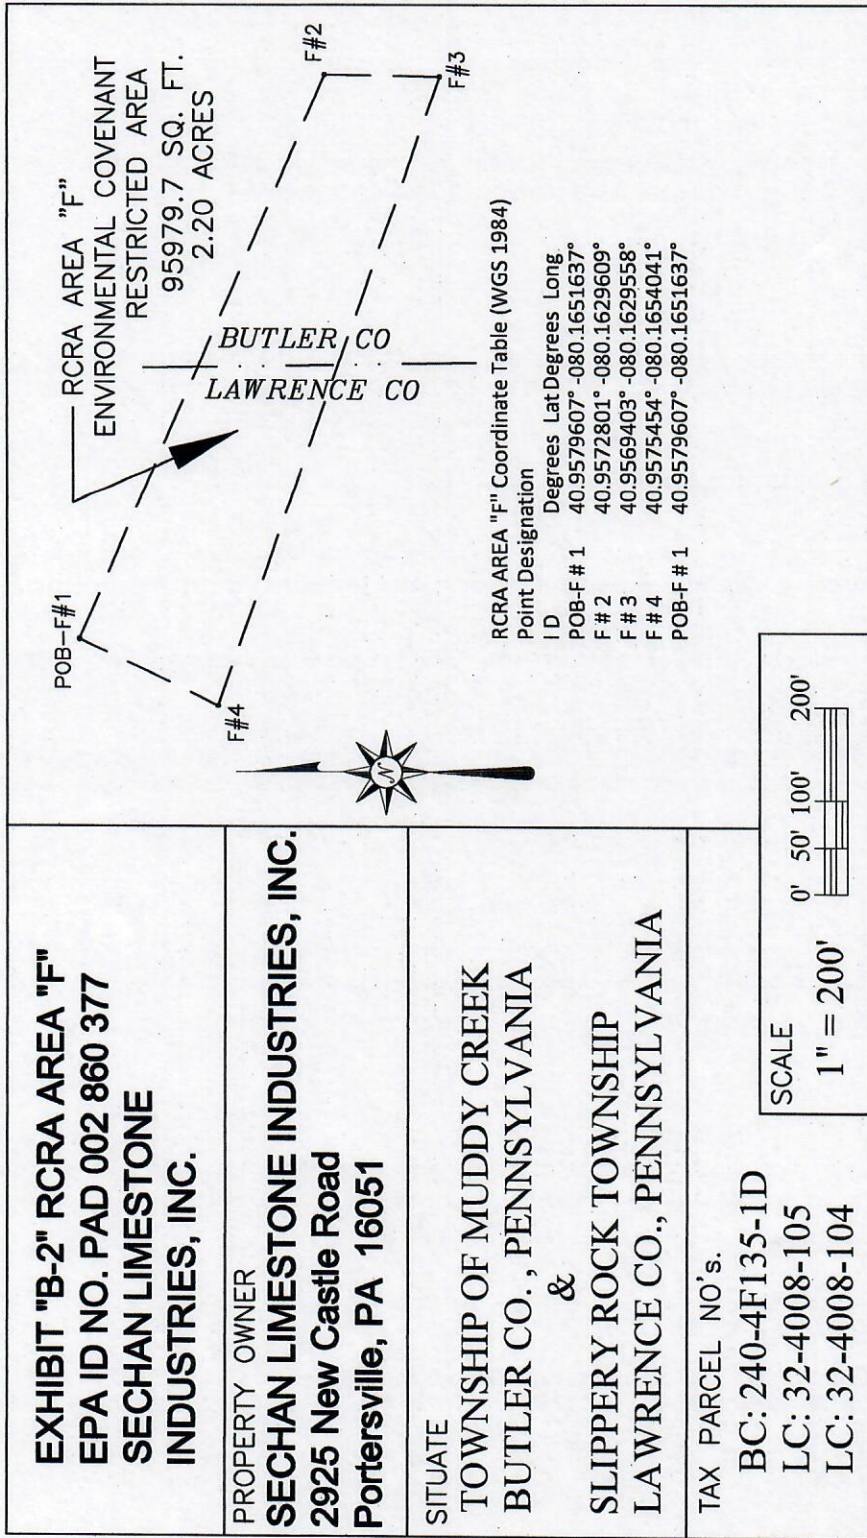 EXHIBIT "B-2" RCRA AREA "F"
EPA ID NO. PAD 002 860 377
SECHAN LIMESTONE
INDUSTRIES, INC.
PROPERTY OWNER
SECHAN LIMESTONE INDUSTRIES, INC.
2925 New Castle Road
Portersville, PA 16051
SITUATE
TOWNSHIP OF MUDDY CREEK
BUTLER CO., PENNSYLVANIA
&
SLIPPERY ROCK TOWNSHIP
LAWRENCE CO., PENNSYLVANIA
TAX PARCEL NO's.
BC: 240-4F135-1D
LC: 32-4008-105
LC: 32-4008-104
SCALE
1" = 200'
0' 50' 100' 200'
N
POB-F#1
F#4
RCRA AREA "F"
ENVIRONMENTAL COVENANT
RESTRICTED AREA
95979.7 SQ. FT.
2.20 ACRES
F#2
F#3
BUTLER CO
LAWRENCE CO
RCRA AREA "F" Coordinate Table (WGS 1984)
Point Designation
I D Degrees Lat Degrees Long
POB-F # 1 40.9579607° -080.1651637°
F # 2 40.9572801° -080.1629609°
F # 3 40.9569403° -080.1629558°
F # 4 40.9575454° -080.1654041°
POB-F # 1 40.9579607° -080.1651637°